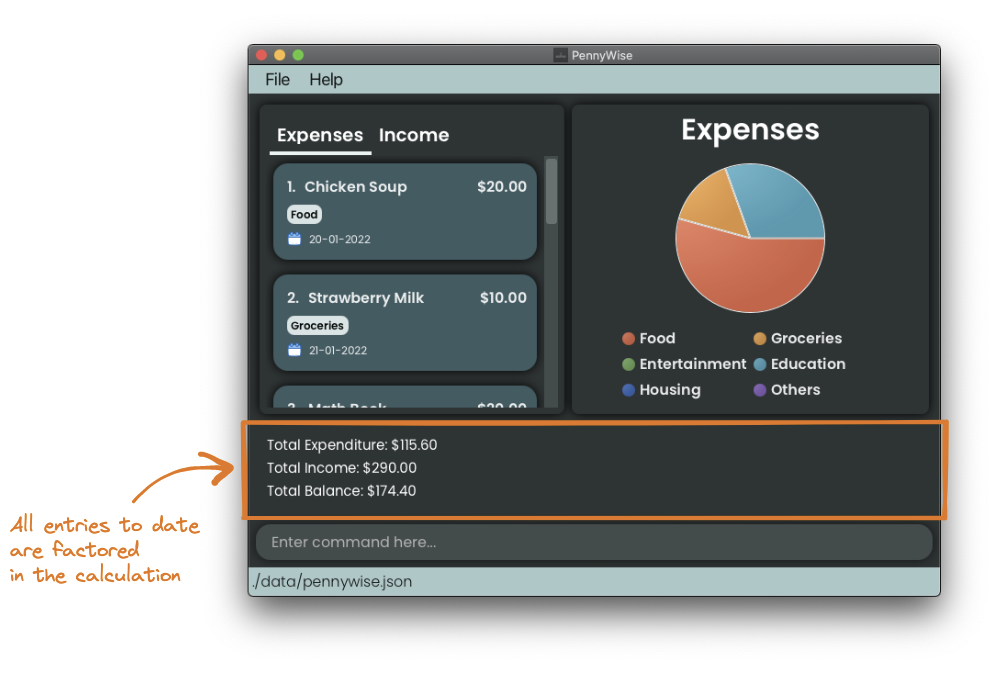 PennyWise
File Help
Expenses Income
1. Chicken Soup $20.00
Food
20-01-2022
2. Strawberry Milk $10.00
Groceries
21-01-2022
3. Math Book $20.00
Expenses
Food Groceries
Entertainment Education
Housing Others
Total Expenditure: $115.60
Total Income: $290.00
Total Balance: $174.40
Enter command here...
./data/pennywise.json
All entries to date
are factored
in the calculation